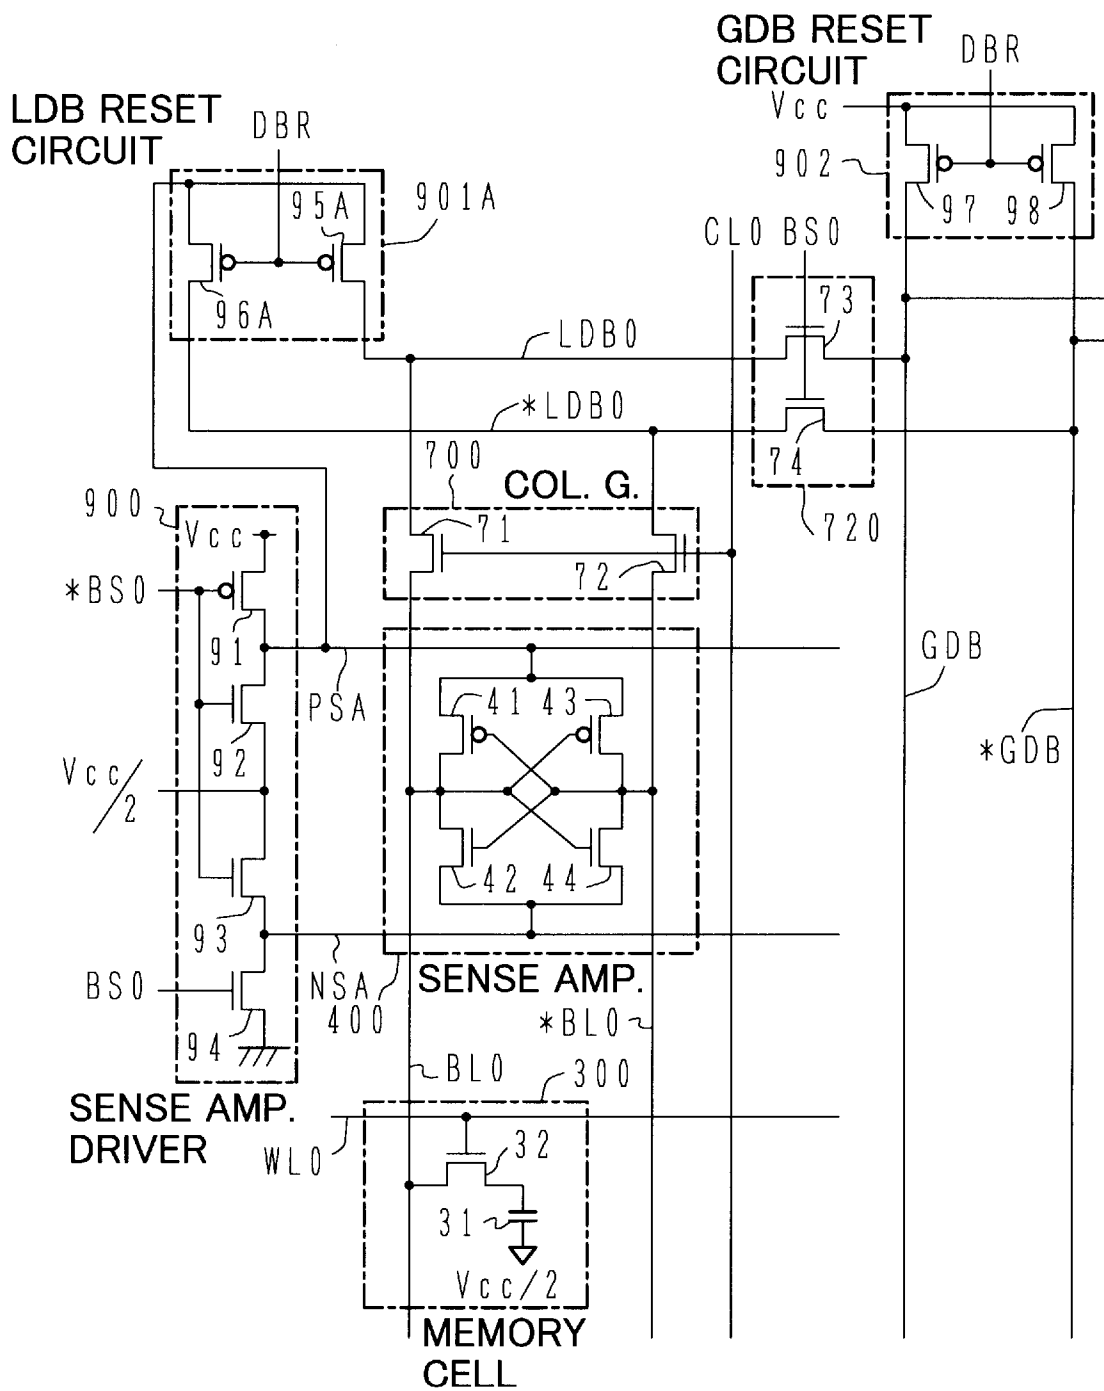 GDB RESET
CIRCUIT
DBR
LDB RESET
CIRCUIT
DBR
Vcc
902
97
98
901A
95A
96A
CL0
BS0
73
LDB0
*LDB0
74
700
COL. G.
720
900
Vcc
71
72
*BS0
91
PSA
41
43
GDB
92
*GDB
Vcc/2
42
44
93
BS0
NSA
400
SENSE AMP.
94
*BL0
BL0
300
SENSE AMP.
DRIVER
WL0
32
31
Vcc/2
MEMORY
CELL